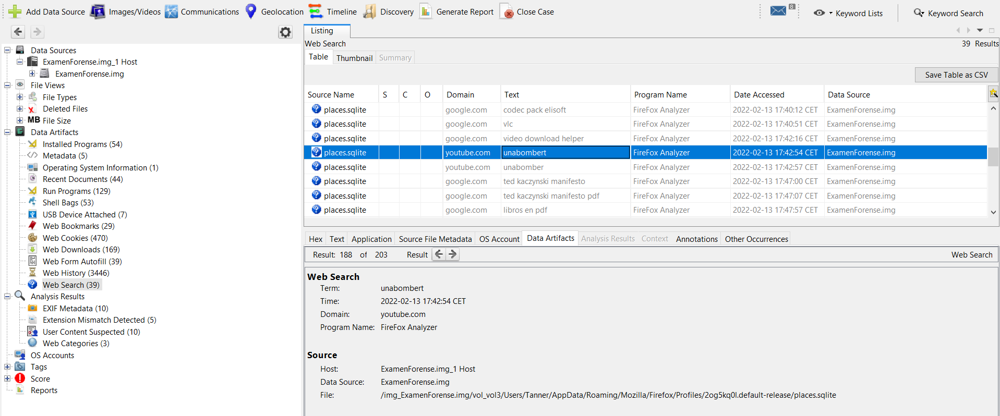 Add Data Source Images/Videos Communications Geolocation Timeline Discovery Generate Report Close Case 8 Keyword Lists Keyword Search
Data Sources
ExamenForense.img_1 Host
ExamenForense.img
File Views
File Types
Deleted Files
MB File Size
Data Artifacts
Installed Programs (54)
Metadata (5)
Operating System Information (1)
Recent Documents (44)
Run Programs (129)
Shell Bags (53)
USB Device Attached (7)
Web Bookmarks (29)
Web Cookies (470)
Web Downloads (169)
Web Form Autofill (39)
Web History (3446)
Web Search (39)
Analysis Results
EXIF Metadata (10)
Extension Mismatch Detected (5)
User Content Suspected (10)
Web Categories (3)
OS Accounts
Tags
Score
Reports
Listing
Web Search 39 Results
Table Thumbnail Summary
Save Table as CSV
Source Name S C O Domain Text Program Name Date Accessed Data Source
places.sqlite google.com codec pack elisoft FireFox Analyzer 2022-02-13 17:40:12 CET ExamenForense.img
places.sqlite google.com vlc FireFox Analyzer 2022-02-13 17:40:51 CET ExamenForense.img
places.sqlite google.com video download helper FireFox Analyzer 2022-02-13 17:42:16 CET ExamenForense.img
places.sqlite youtube.com unabombert FireFox Analyzer 2022-02-13 17:42:54 CET ExamenForense.img
places.sqlite youtube.com unabomber FireFox Analyzer 2022-02-13 17:42:57 CET ExamenForense.img
places.sqlite google.com ted kaczynski manifesto FireFox Analyzer 2022-02-13 17:47:00 CET ExamenForense.img
places.sqlite google.com ted kaczynski manifesto pdf FireFox Analyzer 2022-02-13 17:47:07 CET ExamenForense.img
places.sqlite google.com libros en pdf FireFox Analyzer 2022-02-13 17:47:57 CET ExamenForense.img
Hex Text Application Source File Metadata OS Account Data Artifacts Analysis Results Context Annotations Other Occurrences
Result: 188 of 203 Result Web Search
Web Search
Term: unabombert
Time: 2022-02-13 17:42:54 CET
Domain: youtube.com
Program Name: FireFox Analyzer
Source
Host: ExamenForense.img_1 Host
Data Source: ExamenForense.img
File: /img_ExamenForense.img/vol_vol3/Users/Tanner/AppData/Roaming/Mozilla/Firefox/Profiles/2og5kq0l.default-release/places.sqlite